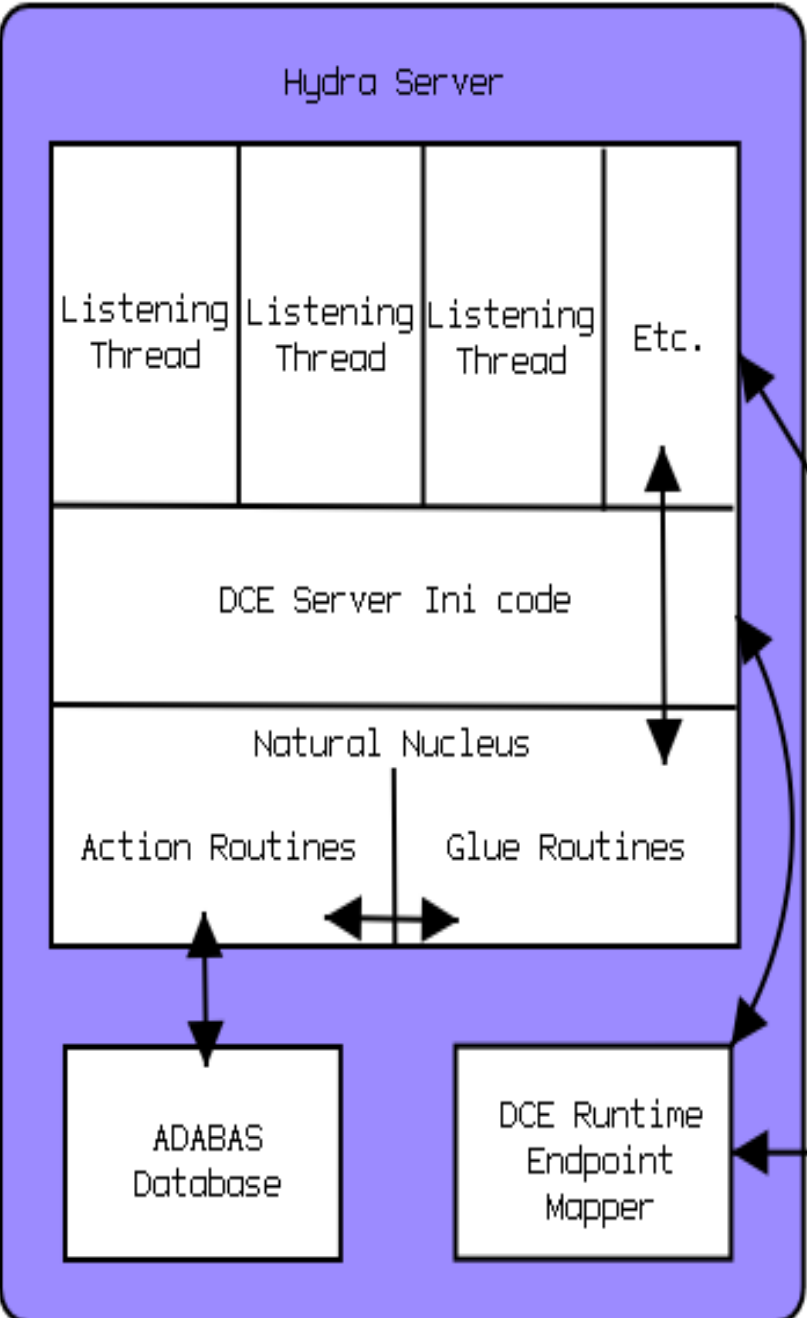 Hydra Server
Listening
Thread
Listening
Thread
Listening
Thread
Etc.
DCE Server Ini code
Natural Nucleus
Action Routines
Glue Routines
ADABAS
Database
DCE Runtime
Endpoint
Mapper